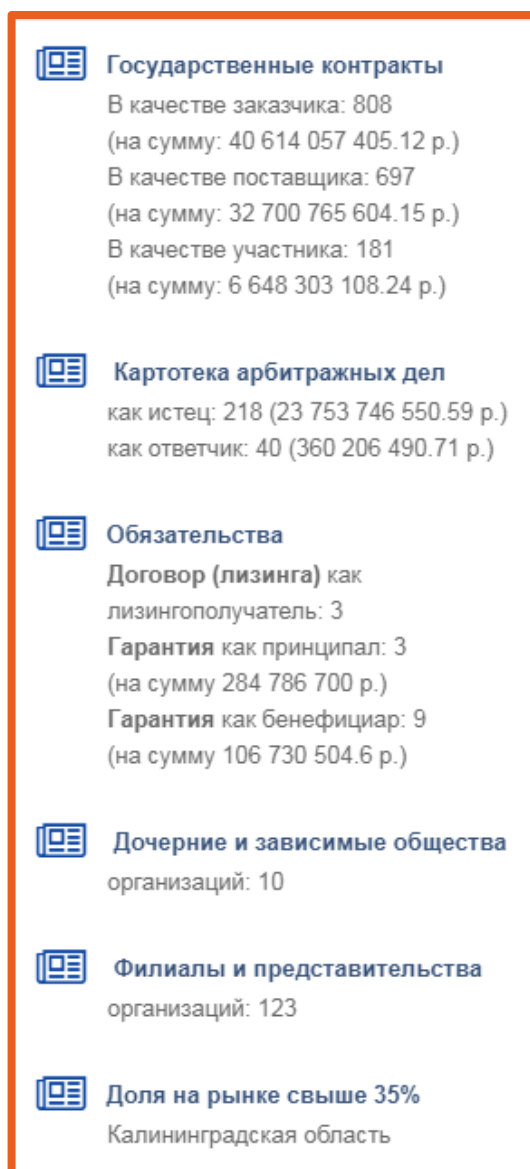 Государственные контракты
В качестве заказчика: 808
(на сумму: 40 614 057 405.12 р.)
В качестве поставщика: 697
(на сумму: 32 700 765 604.15 р.)
В качестве участника: 181
(на сумму: 6 648 303 108.24 р.)
Картотека арбитражных дел
как истец: 218 (23 753 746 550.59 р.)
как ответчик: 40 (360 206 490.71 р.)
Обязательства
Договор (лизинга) как
лизингополучатель: 3
Гарантия как принципал: 3
(на сумму 284 786 700 р.)
Гарантия как бенефициар: 9
(на сумму 106 730 504.6 р.)
Дочерние и зависимые общества
организаций: 10
Филиалы и представительства
организаций: 123
Доля на рынке свыше 35%
Калининградская область